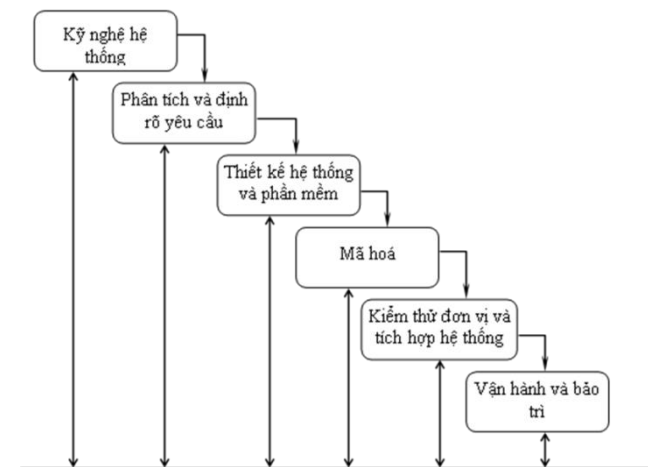 Kỹ nghệ hệ
thống
Phân tích và định
rõ yêu cầu
Thiết kế hệ thống
và phần mềm
Mã hoá
Kiểm thử đơn vị và
tích hợp hệ thống
Vận hành và bảo
trì